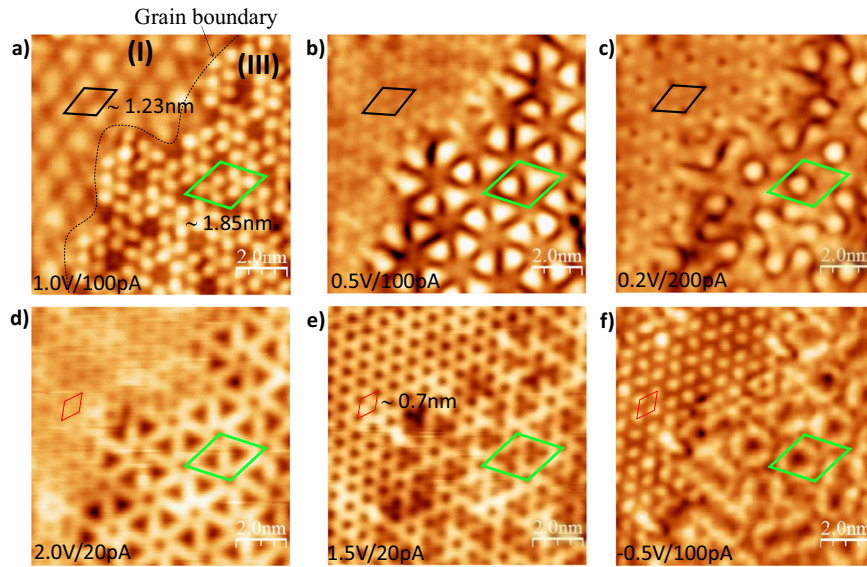 Grain boundary
a)
(I)
(III)
~ 1.23nm
~ 1.85nm
2.0nm
1.0V/100pA
b)
2.0nm
0.5V/100pA
c)
2.0nm
0.2V/200pA
d)
2.0nm
2.0V/20pA
e)
~ 0.7nm
2.0nm
1.5V/20pA
f)
2.0nm
-0.5V/100pA